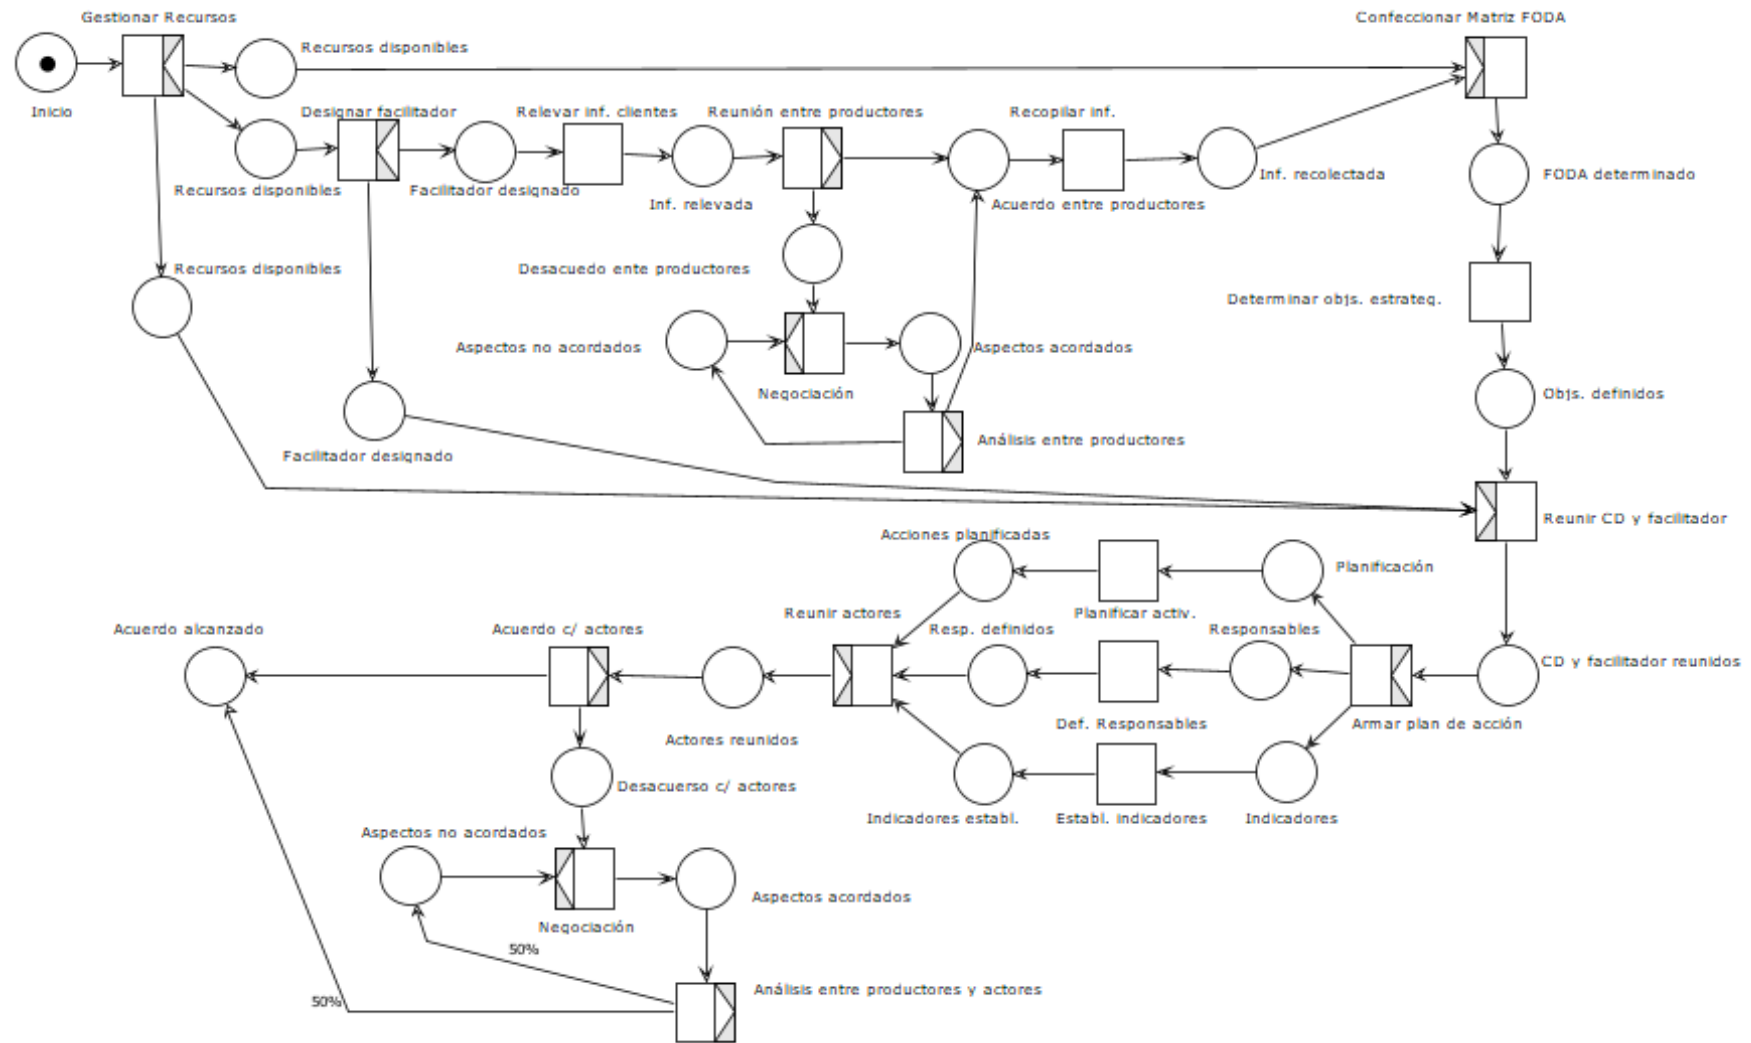 Gestionar Recursos
Confeccionar Matriz FODA
Recursos disponibles
Inicio
Designar facilitador
Relevar inf. clientes
Reunión entre productores
Recopilar inf.
Recursos disponibles
Facilitador designado
Inf. relevada
Acuerdo entre productores
Inf. recolectada
FODA determinado
Recursos disponibles
Desacuedo ente productores
Determinar objs. estrateg.
Aspectos no acordados
Aspectos acordados
Negociación
Objs. definidos
Análisis entre productores
Facilitador designado
Reunir CD y facilitador
Acciones planificadas
Planificación
Reunir actores
Planificar activ.
Acuerdo alcanzado
Acuerdo c/ actores
Resp. definidos
Responsables
CD y facilitador reunidos
Def. Responsables
Armar plan de acción
Actores reunidos
Desacuerso c/ actores
Indicadores establ.
Establ. indicadores
Indicadores
Aspectos no acordados
Aspectos acordados
Negociación
50%
50%
Análisis entre productores y actores